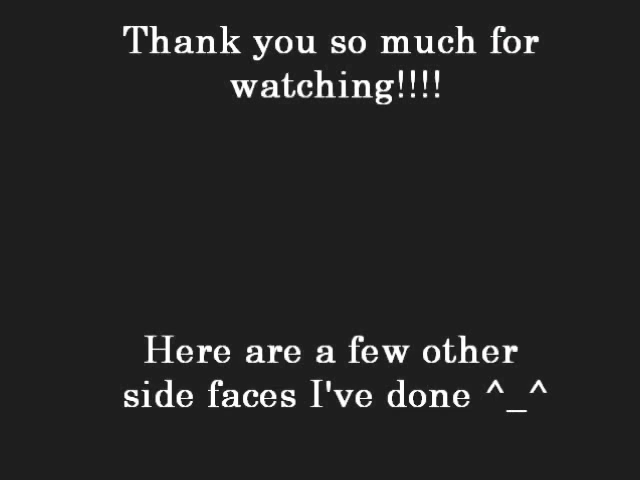 Thank you so much for
watching!!!!
Here are a few other
side faces I've done ^_^